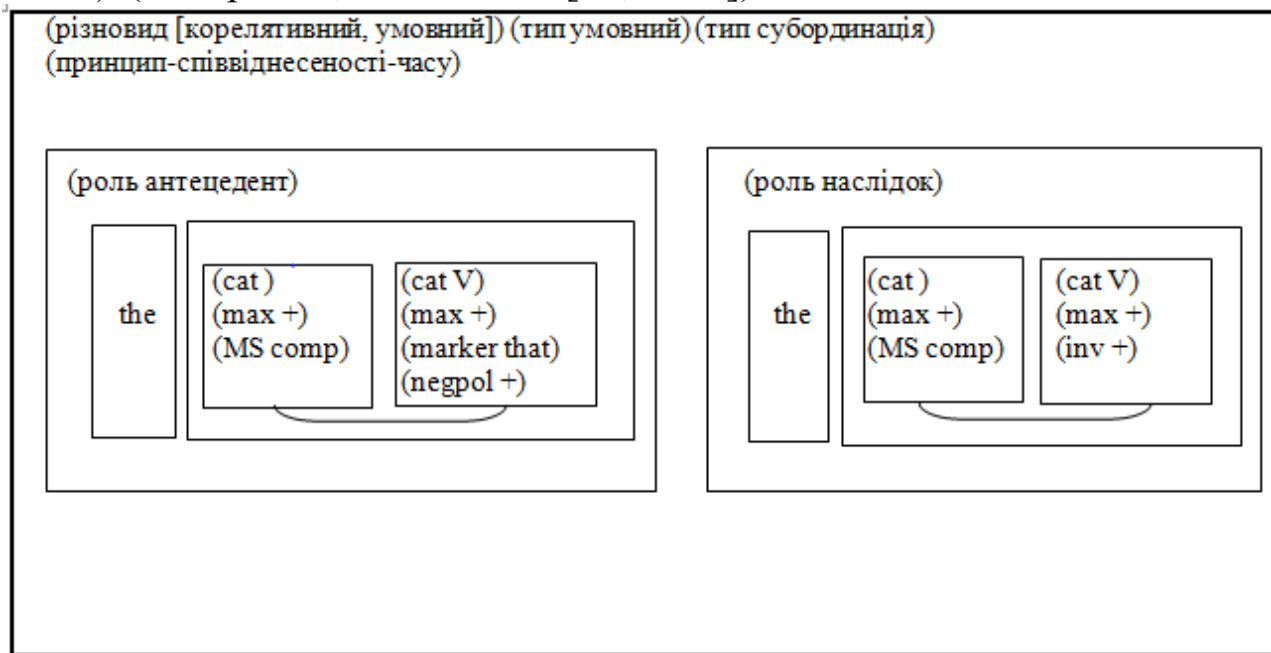 (різновид [корелятивний, умовний]) (тип умовний) (тип субординація)
(принцип-співвіднесеності-часу)
(роль антецедент)
the
(cat )
(max +)
(MS comp)
(cat V)
(max +)
(marker that)
(negpol +)
(роль наслідок)
the
(cat )
(max +)
(MS comp)
(cat V)
(max +)
(inv +)